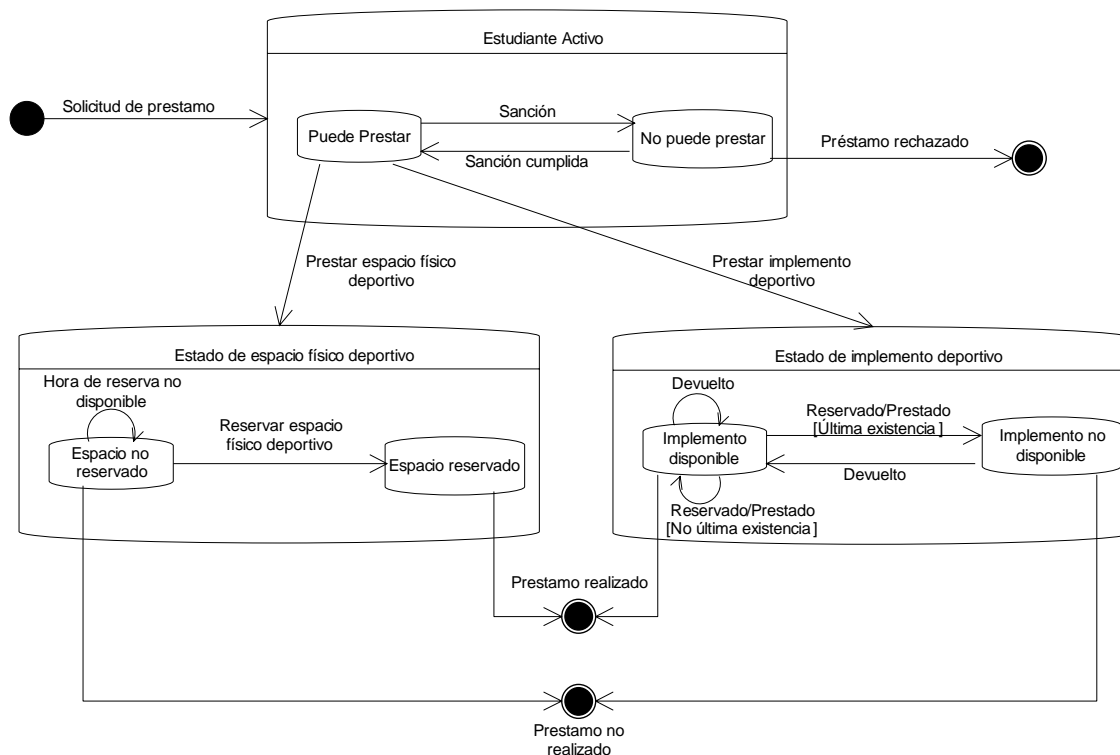 Estudiante Activo
Solicitud de prestamo
Sanción
Puede Prestar
No puede prestar
Sanción cumplida
Préstamo rechazado
Prestar espacio físico
deportivo
Prestar implemento
deportivo
Estado de espacio físico deportivo
Hora de reserva no
disponible
Reservar espacio
físico deportivo
Espacio no
reservado
Espacio reservado
Estado de implemento deportivo
Devuelto
Reservado/Prestado
[Última existencia]
Implemento
disponible
Implemento no
disponible
Devuelto
Reservado/Prestado
[No última existencia]
Prestamo realizado
Prestamo no
realizado